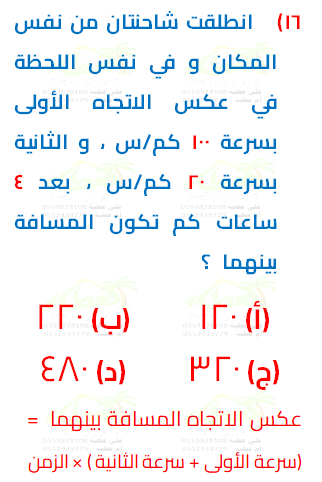 ١٦) انطلقت شاحنتان من نفس
المكان و في نفس اللحظة
في عكس الاتجاه الأولى
بسرعة ١٠٠ كم/س ، و الثانية
بسرعة ٢٠ كم/س ، بعد ٤
ساعات كم تكون المسافة
بينهما ؟
(أ) ١٢٠ (ب) ٢٢٠
(ج) ٣٢٠ (د) ٤٨٠
عكس الاتجاه المسافة بينهما =
(سرعة الأولى + سرعة الثانية) × الزمن